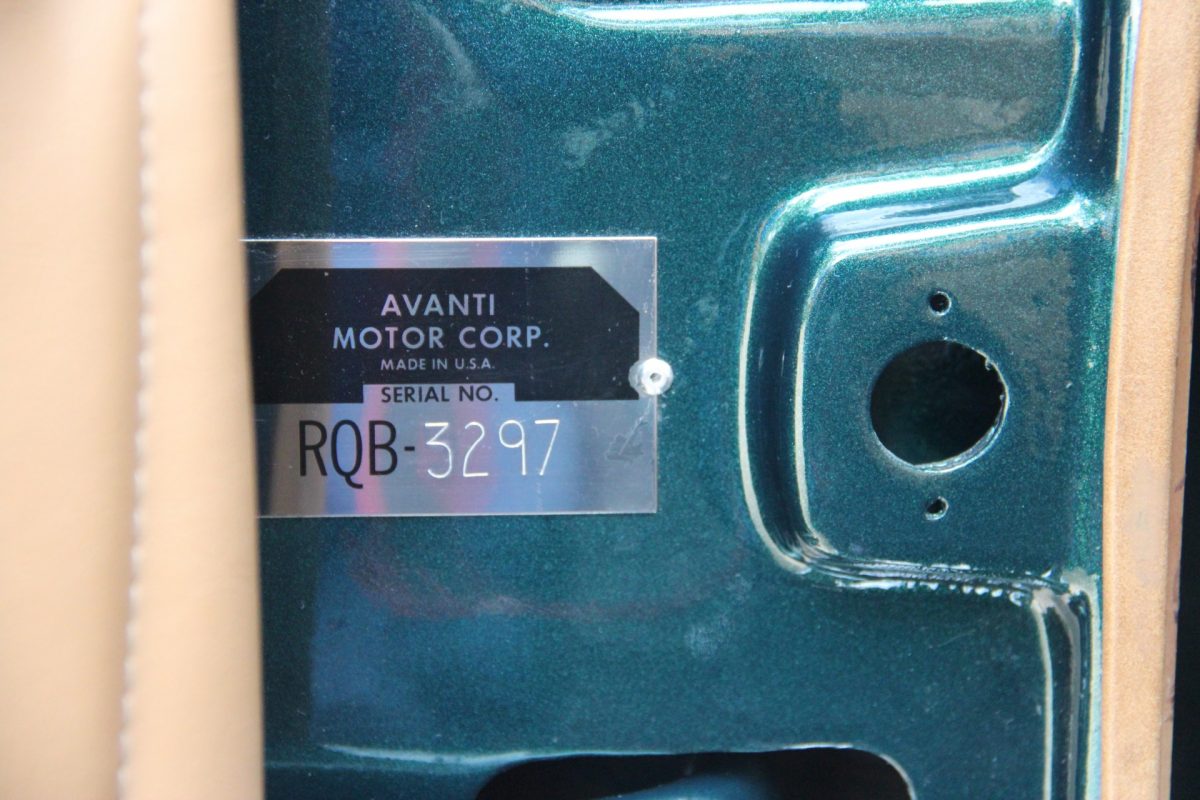 AVANTI
MOTOR CORP.
MADE IN U.S.A.
SERIAL NO.
RQB-3297